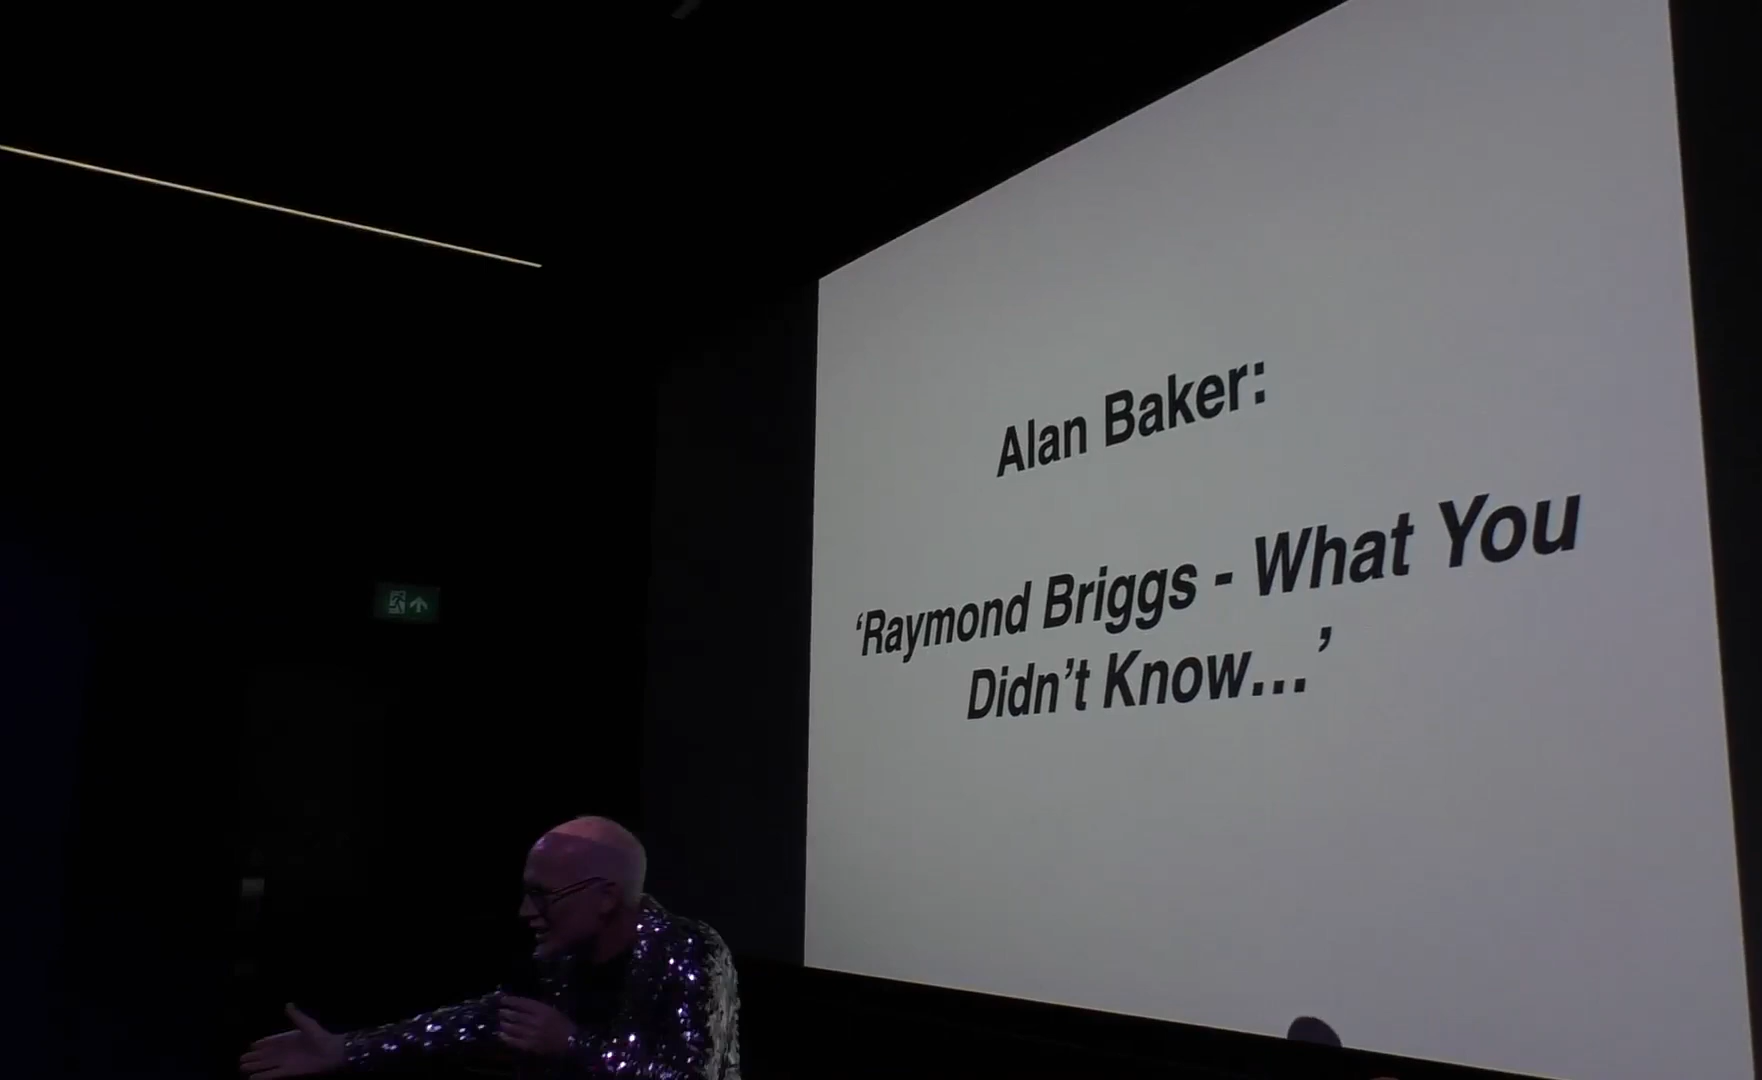 Alan Baker:
‘Raymond Briggs - What You
Didn’t Know...’